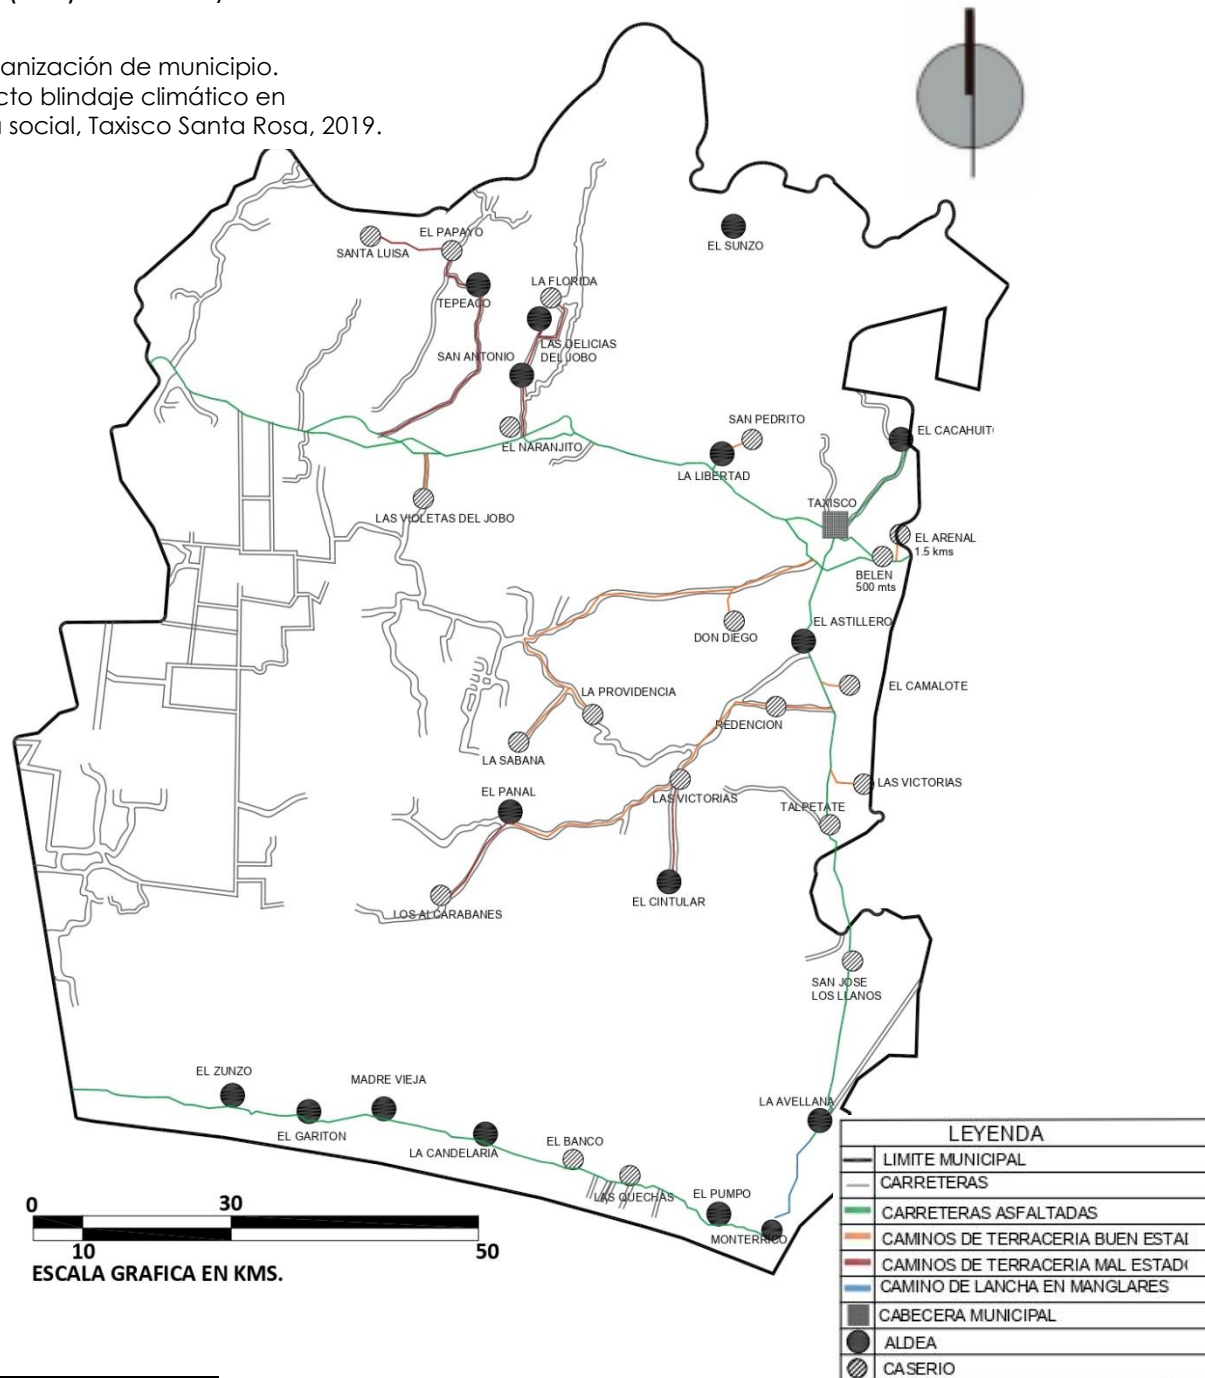 anización de municipio.
cto blindaje climático en
a social, Taxisco Santa Rosa, 2019.
EL SUNZO
EL PAPAYO
SANTA LUISA
TEPEACO
LA FLORIDA
LAS DELICIAS
DEL JOBO
SAN ANTONIO
SAN PEDRITO
EL CACAHUIT
EL NARANJITO
LA LIBERTAD
TAXISCO
LAS VIOLETAS DEL JOBO
EL ARENAL
1.5 kms
BELEN
500 mts
DON DIEGO
EL ASTILLERO
EL CAMALOTE
LA PROVIDENCIA
REDENCION
LA SABANA
EL PANAL
LAS VICTORIAS
LAS VICTORIAS
TALPETATE
LOS ALCARABANES
EL CINTULAR
SAN JOSE
LOS LLANOS
EL ZUNZO
MADRE VIEJA
LA AVELLANA
EL GARITON
LA CANDELARIA
EL BANCO
LAS QUECHAS
EL PUMPO
MONTERRICO
0 30
10 50
ESCALA GRAFICA EN KMS.
LEYENDA
LIMITE MUNICIPAL
CARRETERAS
CARRETERAS ASFALTADAS
CAMINOS DE TERRACERIA BUEN ESTAD
CAMINOS DE TERRACERIA MAL ESTADO
CAMINO DE LANCHA EN MANGLARES
CABECERA MUNICIPAL
ALDEA
CASERIO